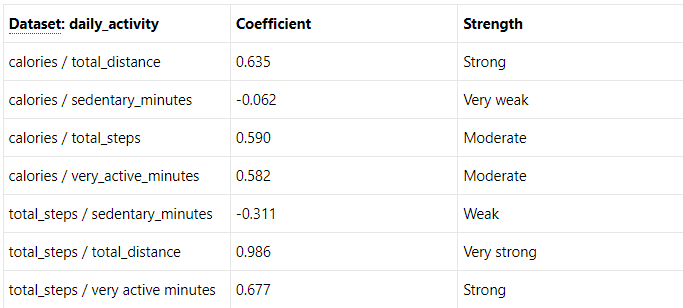 Dataset: daily_activity Coefficient Strength
calories / total_distance 0.635 Strong
calories / sedentary_minutes -0.062 Very weak
calories / total_steps 0.590 Moderate
calories / very_active_minutes 0.582 Moderate
total_steps / sedentary_minutes -0.311 Weak
total_steps / total_distance 0.986 Very strong
total_steps / very active minutes 0.677 Strong